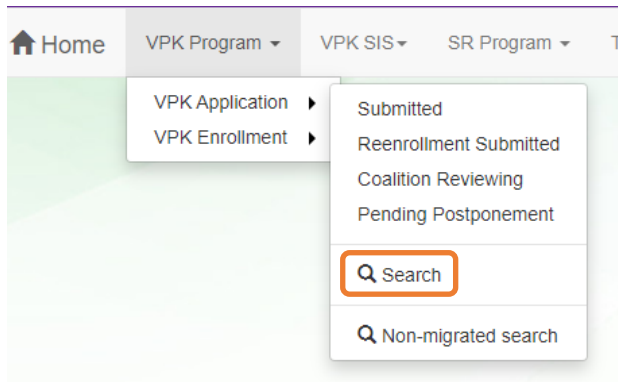 Home VPK Program VPK SIS SR Program
VPK Application
VPK Enrollment
Submitted
Reenrollment Submitted
Coalition Reviewing
Pending Postponement
Search
Non-migrated search